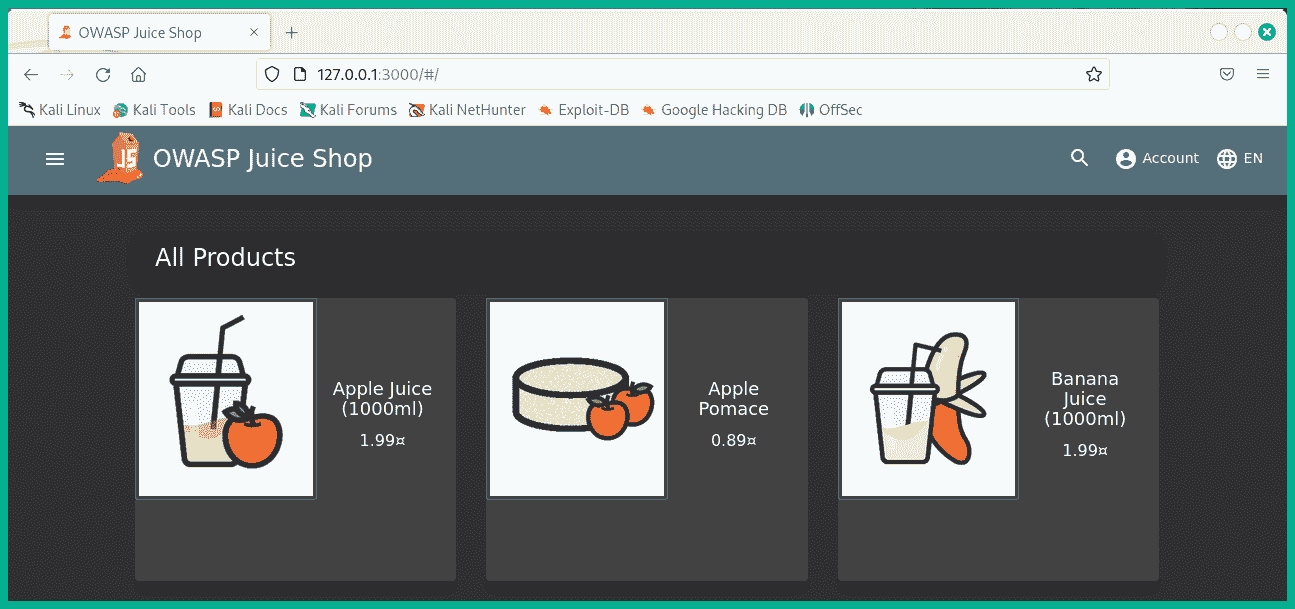 OWASP Juice Shop
127.0.0.1:3000/#/
Kali Linux Kali Tools Kali Docs Kali Forums Kali NetHunter Exploit-DB Google Hacking DB OffSec
JS OWASP Juice Shop Account EN
All Products
Apple Juice
(1000ml)
1.99¤
Apple
Pomace
0.89¤
Banana
Juice
(1000ml)
1.99¤